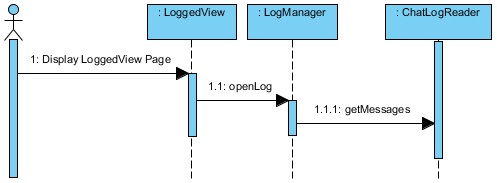 : LoggedView
: LogManager
: ChatLogReader
1: Display LoggedView Page
1.1: openLog
1.1.1: getMessages